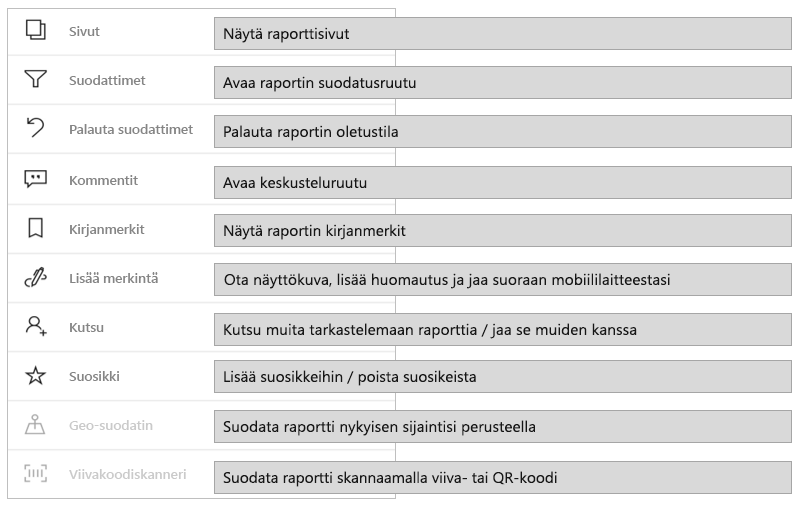 Sivut
Näytä raporttisivut
Suodattimet
Avaa raportin suodatusruutu
Palauta suodattimet
Palauta raportin oletustila
Kommentit
Avaa keskusteluruutu
Kirjanmerkit
Näytä raportin kirjanmerkit
Lisää merkintä
Ota näyttökuva, lisää huomautus ja jaa suoraan mobiililaitteestasi
Kutsu
Kutsu muita tarkastelemaan raporttia / jaa se muiden kanssa
Suosikki
Lisää suosikkeihin / poista suosikeista
Geo-suodatin
Suodata raportti nykyisen sijaintisi perusteella
Viivakoodiskanneri
Suodata raportti skannaamalla viiva- tai QR-koodi